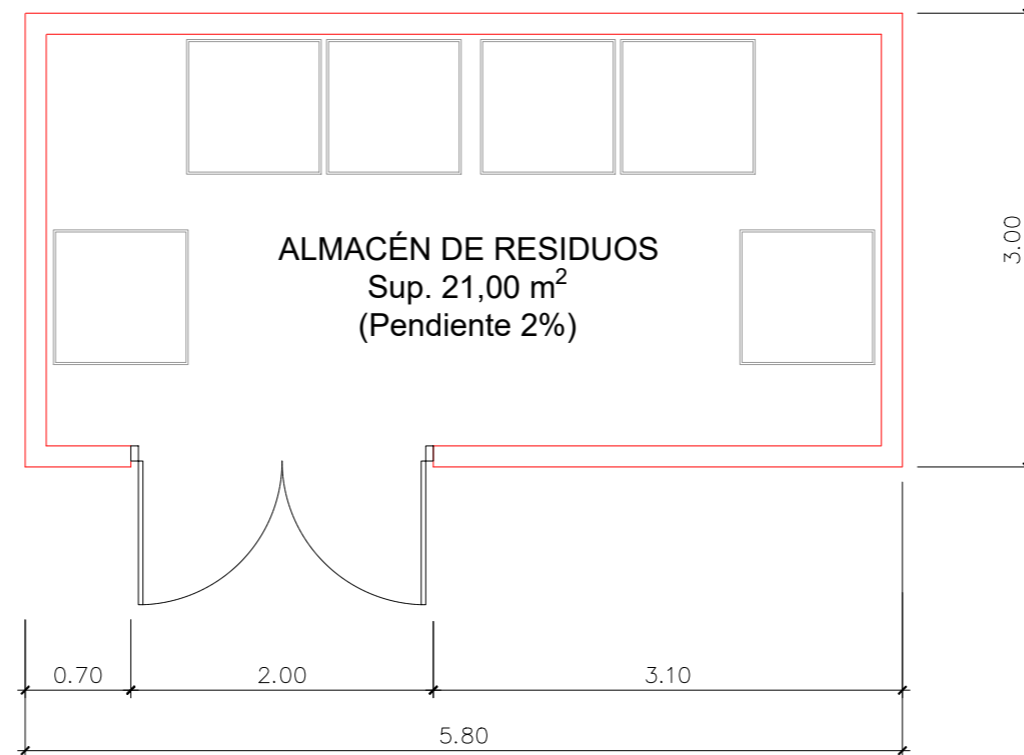 ALMACÉN DE RESIDUOS
Sup. 21,00 m²
(Pendiente 2%)
3.00
0.70
2.00
3.10
5.80